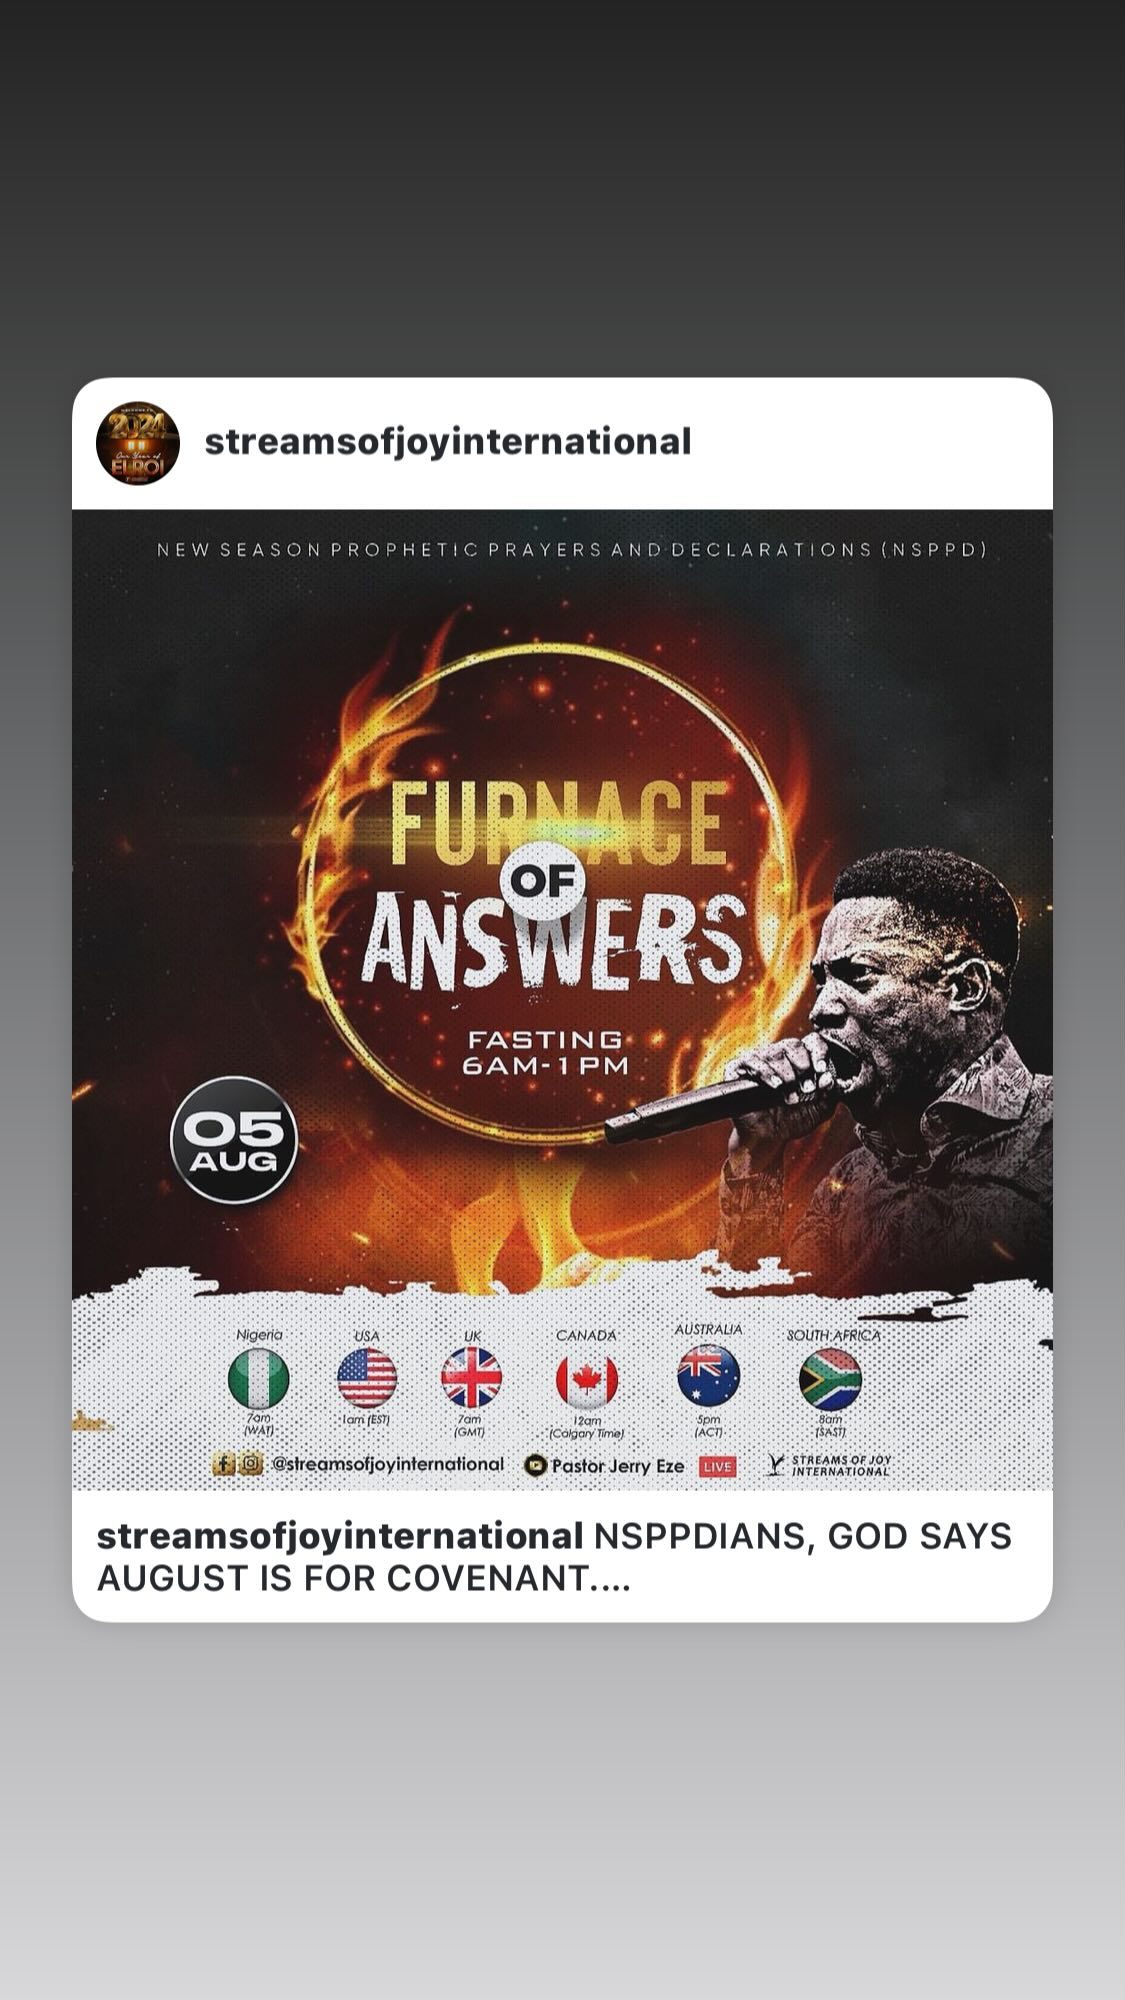 2024
streamsofjoyinternational
NEW SEASON PROPHETIC PRAYERS AND DECLARATIONS (NSPPD)
FURNACE
OF
ANSWERS
FASTING
6AM-1PM
05
AUG
Nigeria
7am
(WAT)
USA
1am (EST)
UK
7am
(GMT)
CANADA
12am
(Calgary Time)
AUSTRALIA
5pm
(ACT)
SOUTH AFRICA
8am
(SAST)
@streamsofjoyinternational
Pastor Jerry Eze
LIVE
STREAMS OF JOY
INTERNATIONAL
streamsofjoyinternational NSPPDIANS, GOD SAYS
AUGUST IS FOR COVENANT....